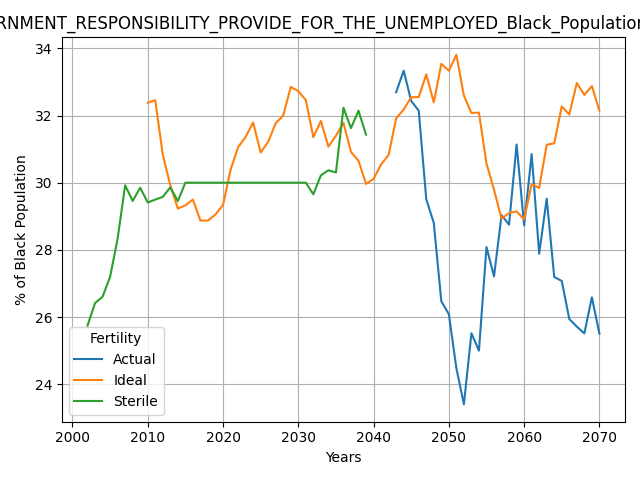 RNMENT_RESPONSIBILITY_PROVIDE_FOR_THE_UNEMPLOYED_Black_Population
34
32
30
28
26
24
% of Black Population
Fertility
Actual
Ideal
Sterile
2000 2010 2020 2030 2040 2050 2060 2070
Years